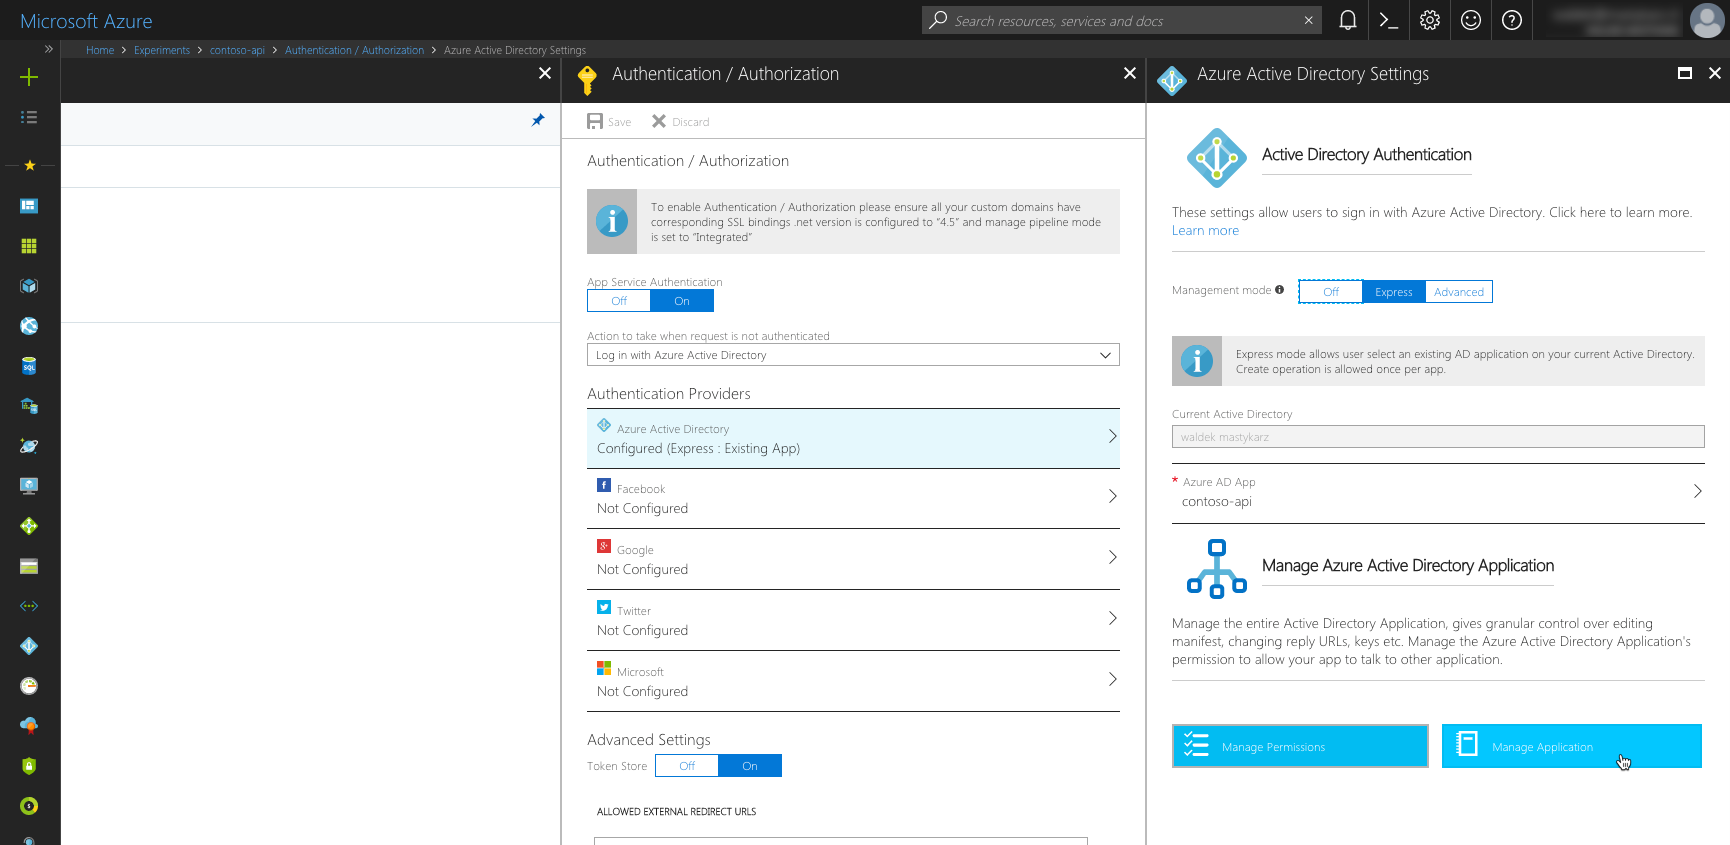 Microsoft Azure
Search resources, services and docs
Home
Experiments
contoso-api
Authentication / Authorization
Azure Active Directory Settings
Authentication / Authorization
Save
Discard
Authentication / Authorization
To enable Authentication / Authorization please ensure all your custom domains have
corresponding SSL bindings .net version is configured to "4.5" and manage pipeline mode
is set to "Integrated"
App Service Authentication
Off
On
Action to take when request is not authenticated
Log in with Azure Active Directory
Authentication Providers
Azure Active Directory
Configured (Express : Existing App)
Facebook
Not Configured
Google
Not Configured
Twitter
Not Configured
Microsoft
Not Configured
Advanced Settings
Token Store
Off
On
ALLOWED EXTERNAL REDIRECT URLS
Azure Active Directory Settings
Active Directory Authentication
These settings allow users to sign in with Azure Active Directory. Click here to learn more.
Learn more
Management mode
Off
Express
Advanced
Express mode allows user select an existing AD application on your current Active Directory.
Create operation is allowed once per app.
Current Active Directory
waldek mastykarz
* Azure AD App
contoso-api
Manage Azure Active Directory Application
Manage the entire Active Directory Application, gives granular control over editing
manifest, changing reply URLs, keys etc. Manage the Azure Active Directory Application's
permission to allow your app to talk to other application.
Manage Permissions
Manage Application